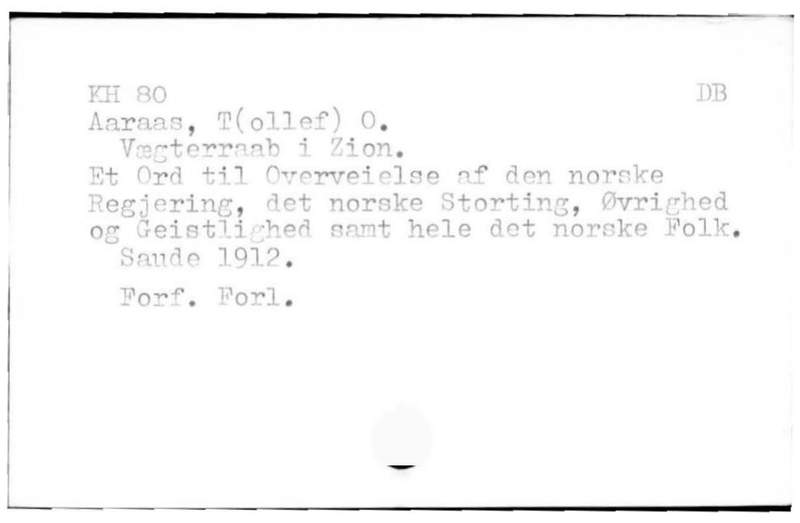 KH 80 DB
Aaraas, T(ollef) O.
Vægterraab i Zion.
Et Ord til Overveielse af den norske
Regjering, det norske Storting, Øvrighed
og Geistlighed samt hele det norske Folk.
Saude 1912.
Forf. Forl.